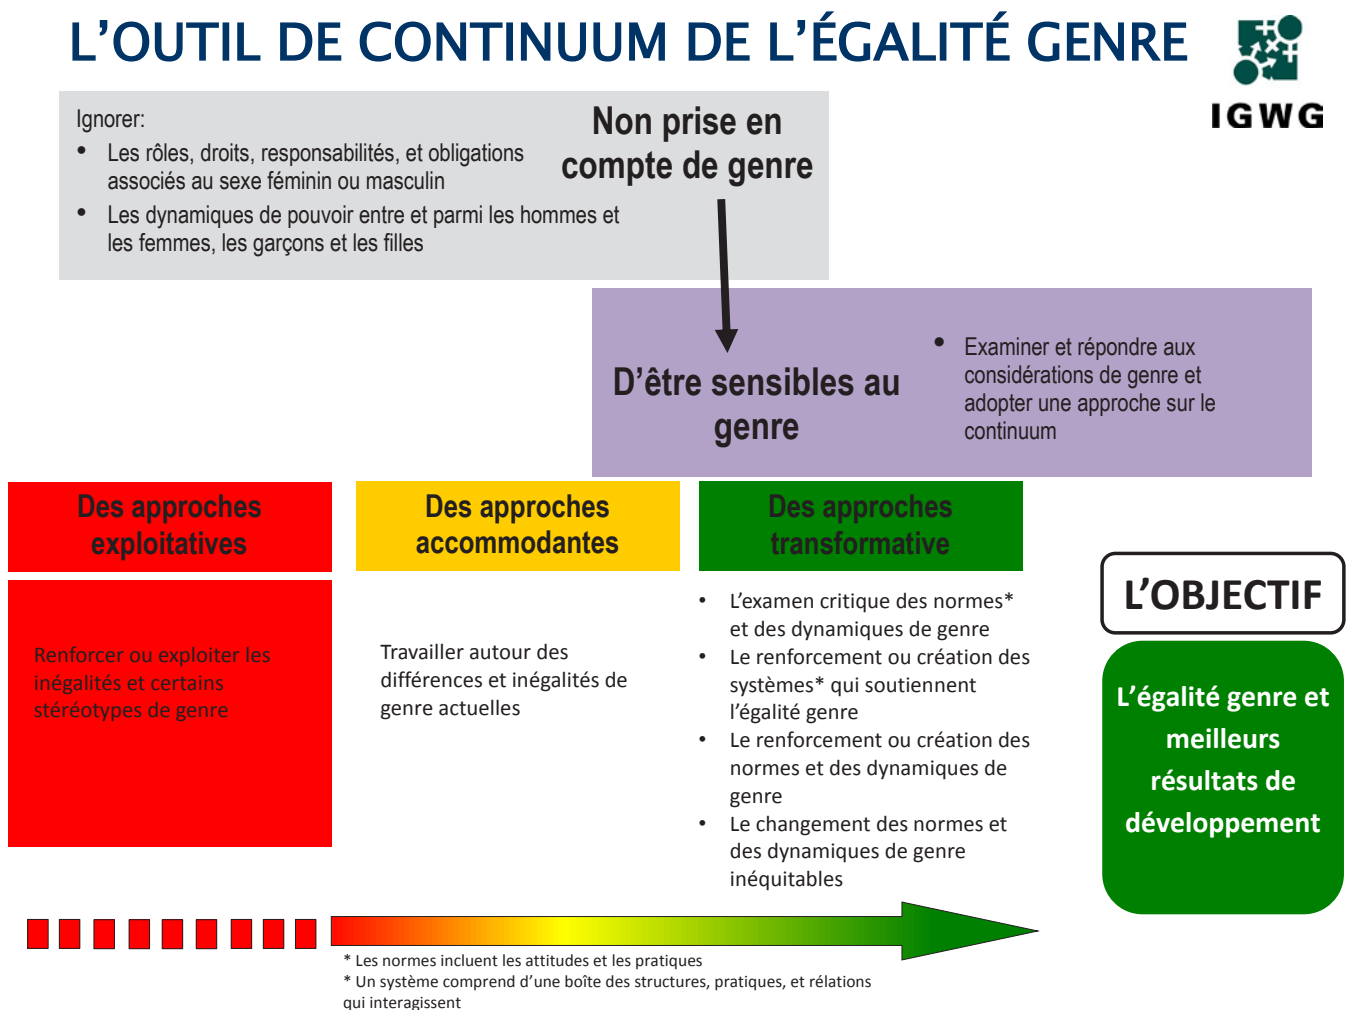 L'OUTIL DE CONTINUUM DE L'ÉGALITÉ GENRE
IGWG
Ignorer:
• Les rôles, droits, responsabilités, et obligations
associés au sexe féminin ou masculin
• Les dynamiques de pouvoir entre et parmi les hommes et
les femmes, les garçons et les filles
Non prise en
compte de genre
D'être sensibles au
genre
• Examiner et répondre aux
considérations de genre et
adopter une approche sur le
continuum
Des approches
exploitatives
Renforcer ou exploiter les
inégalités et certains
stéréotypes de genre
Des approches
accommodantes
Travailler autour des
différences et inégalités de
genre actuelles
Des approches
transformative
• L'examen critique des normes*
et des dynamiques de genre
• Le renforcement ou création des
systèmes* qui soutiennent
l'égalité genre
• Le renforcement ou création des
normes et des dynamiques de
genre
• Le changement des normes et
des dynamiques de genre
inéquitables
L'OBJECTIF
L'égalité genre et
meilleurs
résultats de
développement
* Les normes incluent les attitudes et les pratiques
* Un système comprend d'une boîte des structures, pratiques, et rélations
qui interagissent